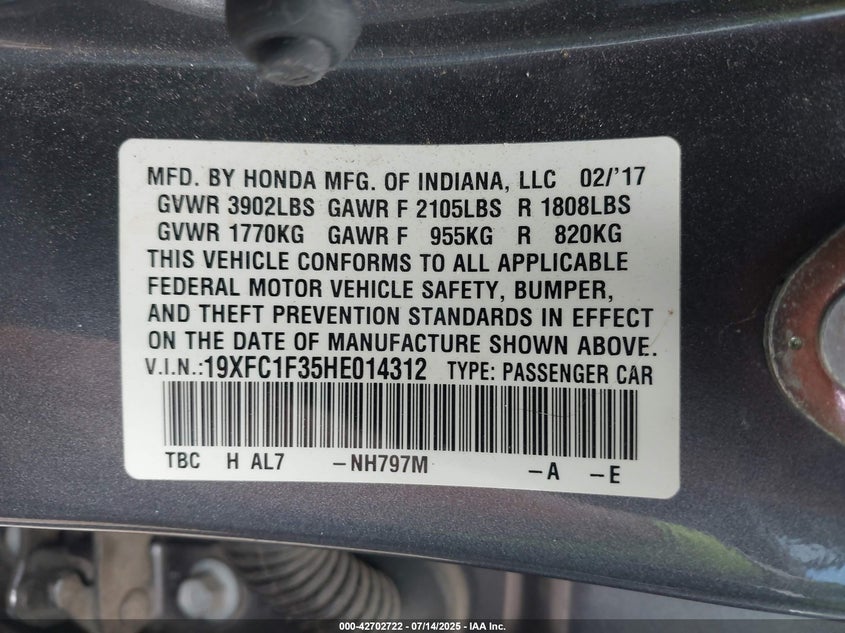 MFD. BY HONDA MFG. OF INDIANA, LLC 02/'17
GVWR 3902LBS GAWR F 2105LBS R 1808LBS
GVWR 1770KG GAWR F 955KG R 820KG
THIS VEHICLE CONFORMS TO ALL APPLICABLE
FEDERAL MOTOR VEHICLE SAFETY, BUMPER,
AND THEFT PREVENTION STANDARDS IN EFFECT
ON THE DATE OF MANUFACTURE SHOWN ABOVE.
V.I.N.:19XFC1F35HE014312 TYPE: PASSENGER CAR
TBC H AL7 –NH797M –A –E
000-42702722 - 07/14/2025 - IAA Inc.